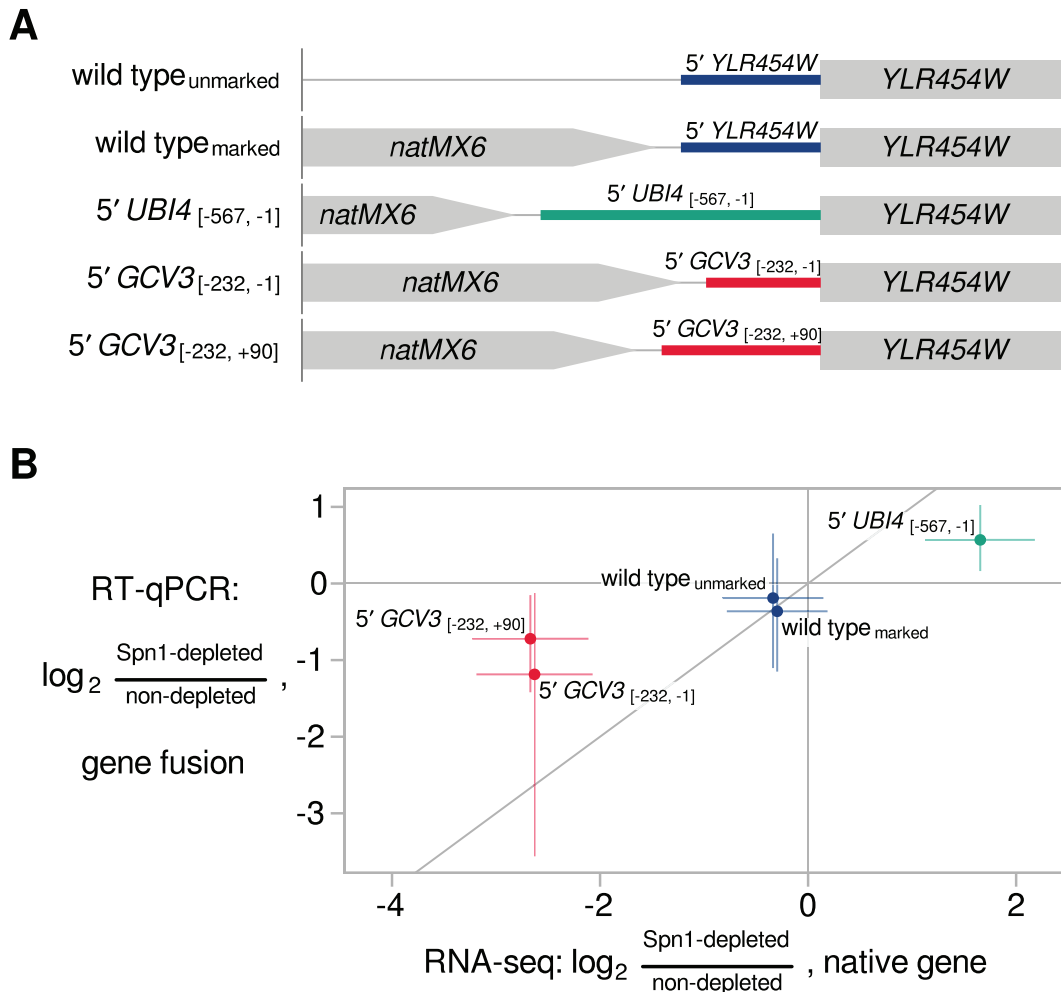 A
wild type unmarked
5′ YLR454W
YLR454W
wild type marked
natMX6
5′ YLR454W
YLR454W
5′ UBI4 [-567, -1]
natMX6
5′ UBI4 [-567, -1]
YLR454W
5′ GCV3 [-232, -1]
natMX6
5′ GCV3 [-232, -1]
YLR454W
5′ GCV3 [-232, +90]
natMX6
5′ GCV3 [-232, +90]
YLR454W
B
RT-qPCR:
log2 Spn1-depleted
non-depleted ,
gene fusion
1
0
-1
-2
-3
5′ UBI4 [-567, -1]
wild type unmarked
wild type marked
5′ GCV3 [-232, +90]
5′ GCV3 [-232, -1]
-4
-2
0
2
RNA-seq: log2 Spn1-depleted
non-depleted , native gene